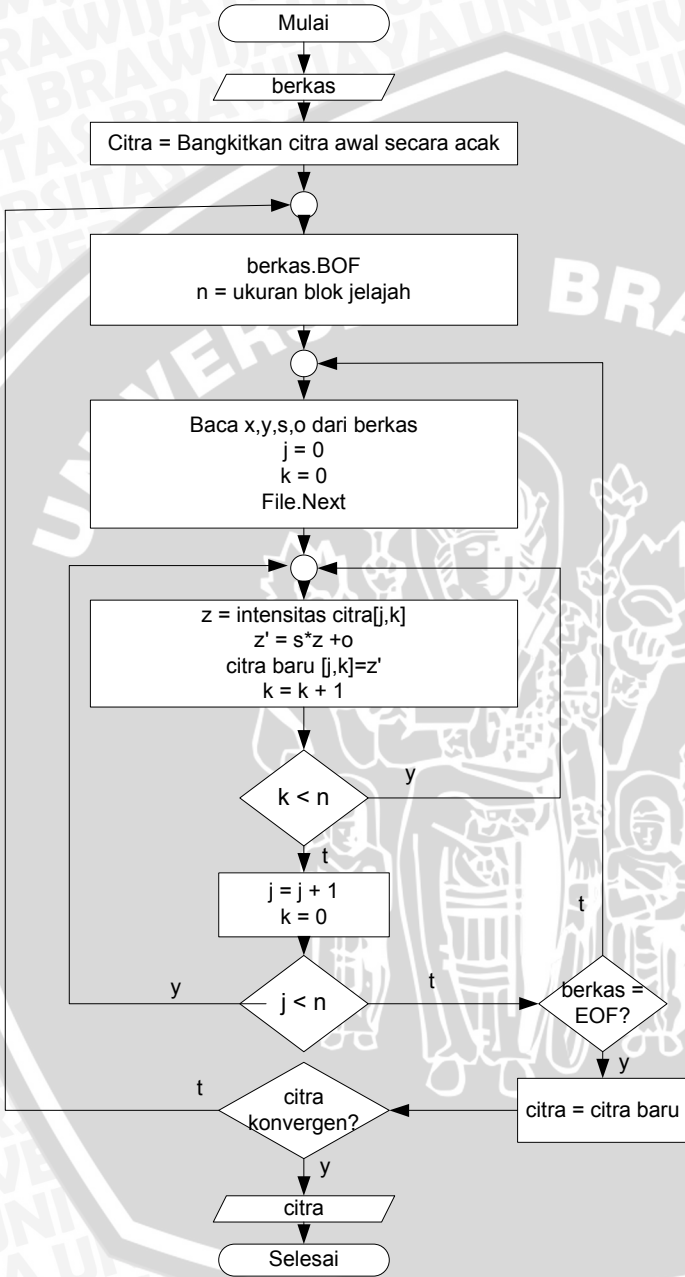 Mulai
berkas
Citra = Bangkitkan citra awal secara acak
berkas.BOF
n = ukuran blok jelajah
Baca x,y,s,o dari berkas
j = 0
k = 0
File.Next
z = intensitas citra[j,k]
z' = s*z +o
citra baru [j,k]=z'
k = k + 1
k < n
y
t
j = j + 1
k = 0
j < n
y
t
berkas =
EOF?
t
y
citra = citra baru
citra
konvergen?
t
y
citra
Selesai